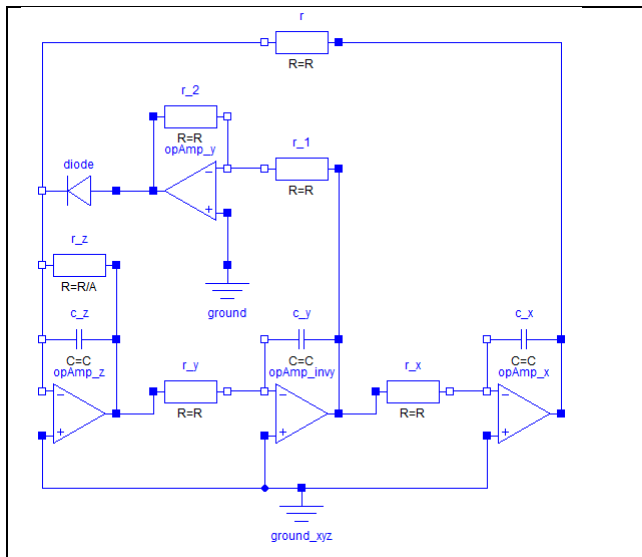 r
R=R
r_2
R=R
opAmp_y
r_1
R=R
diode
−
+
r_z
R=R/A
ground
c_z
C=C
opAmp_z
r_y
R=R
c_y
C=C
opAmp_invy
r_x
R=R
c_x
C=C
opAmp_x
−
+
−
+
−
+
ground_xyz